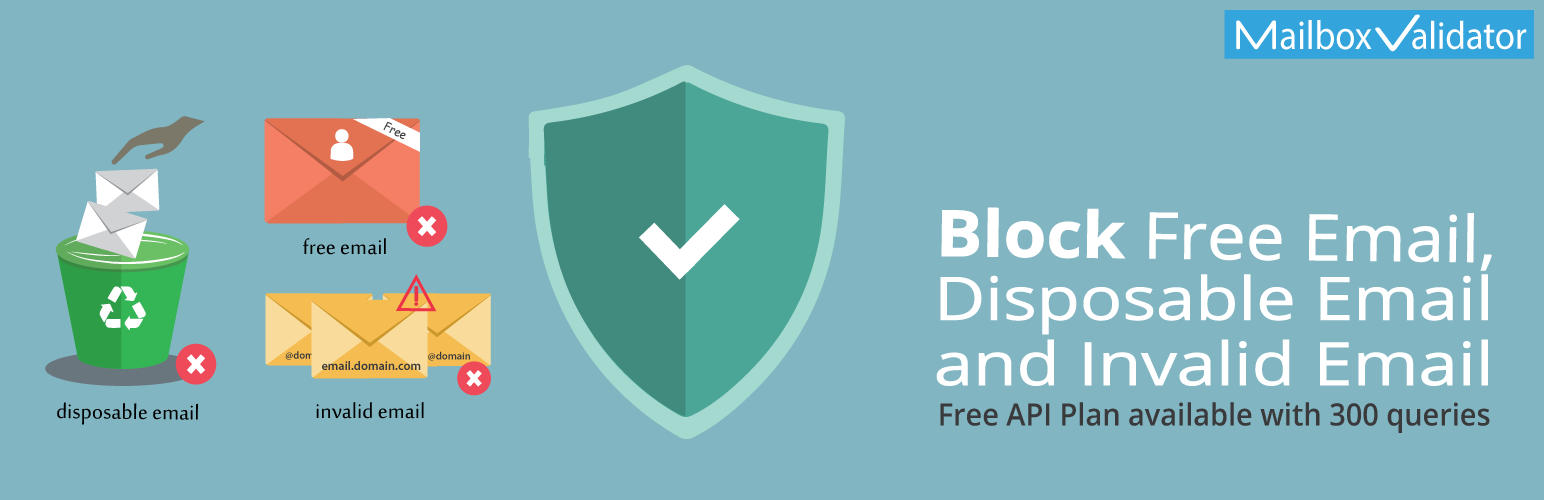 MailboxValidator
Free
free email
@dom
email.domain.com
@domain
disposable email
invalid email
Block Free Email,
Disposable Email
and Invalid Email
Free API Plan available with 300 queries